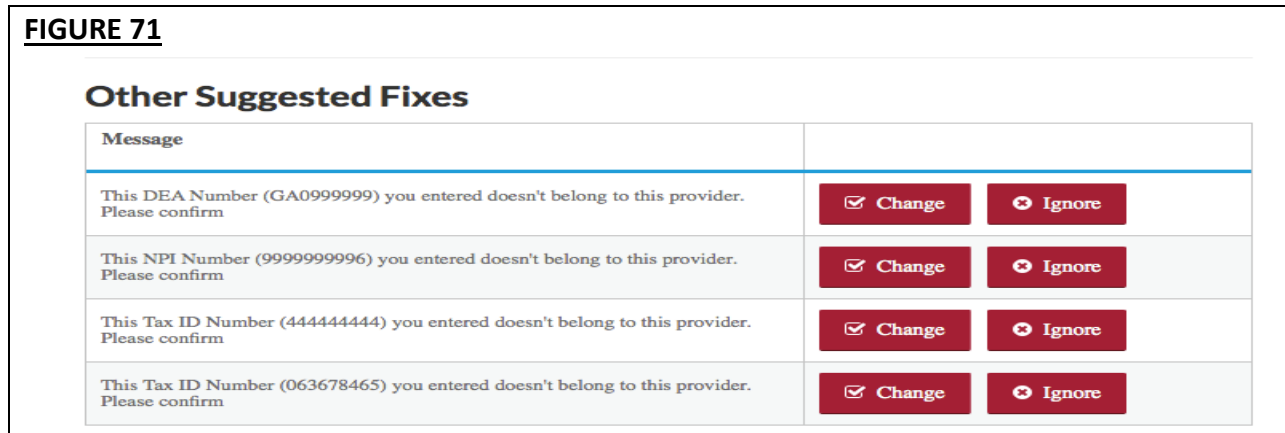 FIGURE 71
Other Suggested Fixes
Message
This DEA Number (GA0999999) you entered doesn't belong to this provider.
Please confirm
Change
Ignore
This NPI Number (9999999996) you entered doesn't belong to this provider.
Please confirm
Change
Ignore
This Tax ID Number (444444444) you entered doesn't belong to this provider.
Please confirm
Change
Ignore
This Tax ID Number (063678465) you entered doesn't belong to this provider.
Please confirm
Change
Ignore